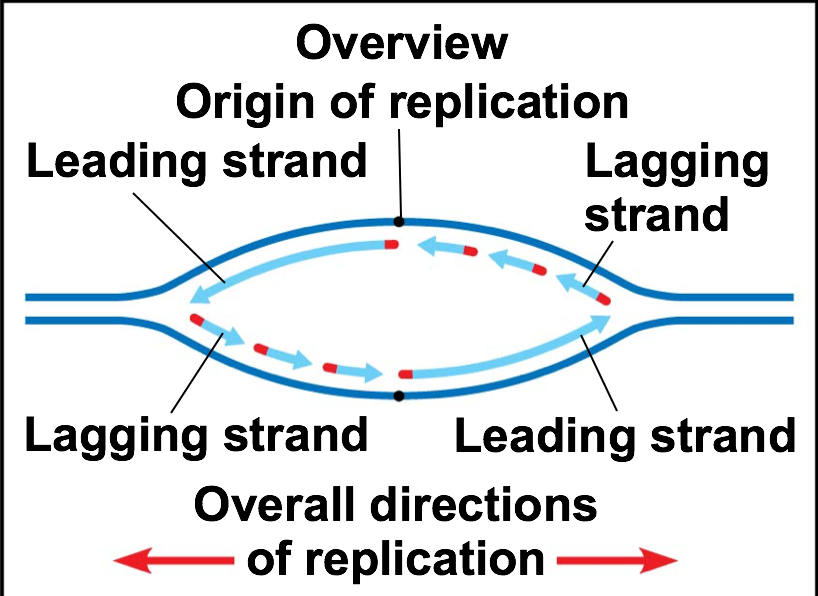 Overview
Origin of replication
Leading strand
Lagging
strand
Lagging strand
Leading strand
Overall directions
of replication